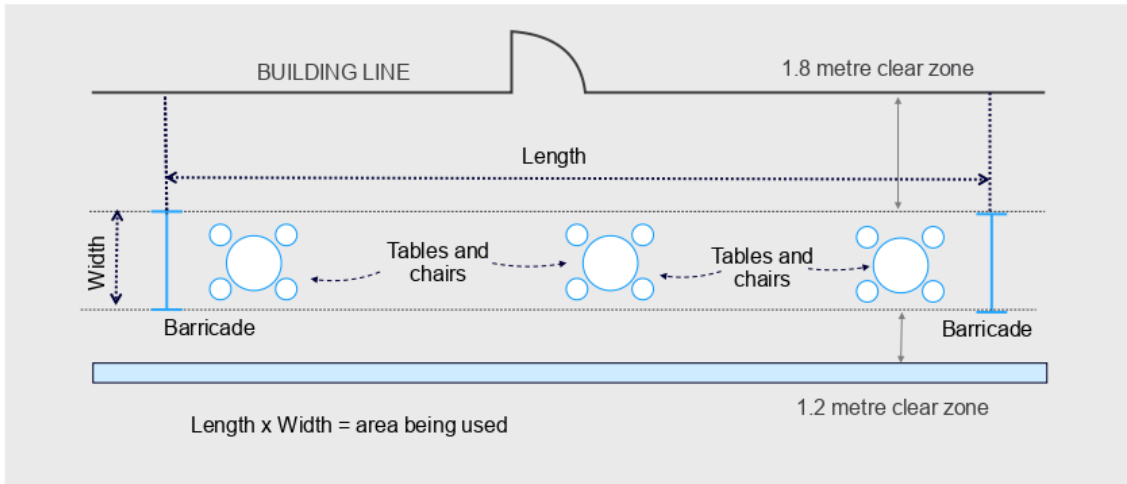 BUILDING LINE
1.8 metre clear zone
Length
Width
Tables and
chairs
Tables and
chairs
Barricade
Barricade
1.2 metre clear zone
Length x Width = area being used